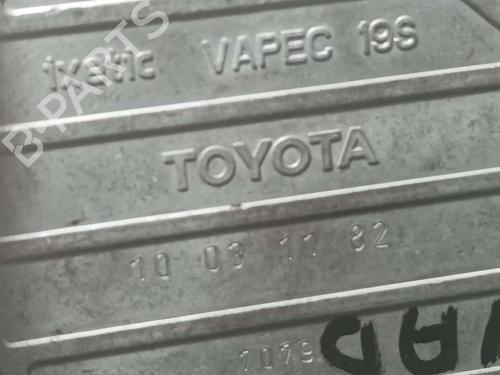 B-PARTS
ixetic VAPEC 19S
TOYOTA
10 03 11 82
1079